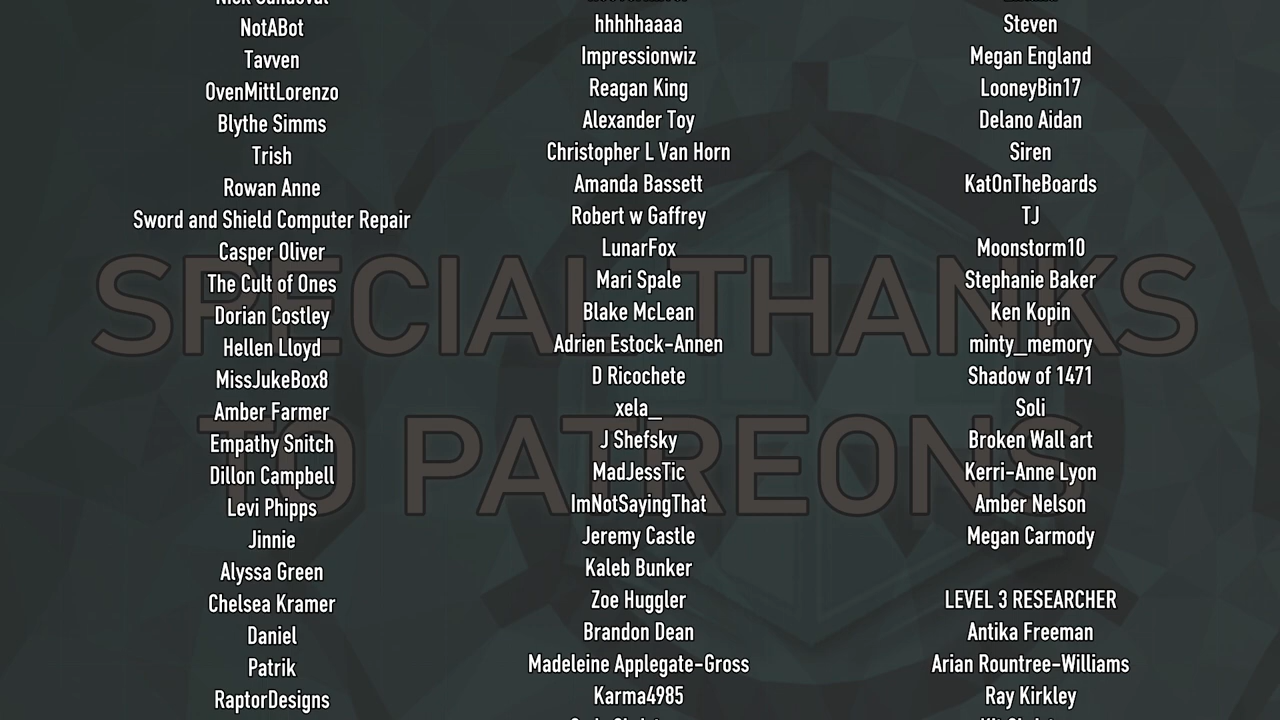 SPECIAL THANKS
TO PATREONS
NotABot
Tavven
OvenMittLorenzo
Blythe Simms
Trish
Rowan Anne
Sword and Shield Computer Repair
Casper Oliver
The Cult of Ones
Dorian Costley
Hellen Lloyd
MissJukeBox8
Amber Farmer
Empathy Snitch
Dillon Campbell
Levi Phipps
Jinnie
Alyssa Green
Chelsea Kramer
Daniel
Patrik
RaptorDesigns
hhhhhaaaa
Impressionwiz
Reagan King
Alexander Toy
Christopher L Van Horn
Amanda Bassett
Robert w Gaffrey
LunarFox
Mari Spale
Blake McLean
Adrien Estock-Annen
D Ricochete
xela_
J Shefsky
MadJessTic
ImNotSayingThat
Jeremy Castle
Kaleb Bunker
Zoe Huggler
Brandon Dean
Madeleine Applegate-Gross
Karma4985
Steven
Megan England
LooneyBin17
Delano Aidan
Siren
KatOnTheBoards
TJ
Moonstorm10
Stephanie Baker
Ken Kopin
minty_memory
Shadow of 1471
Soli
Broken Wall art
Kerri-Anne Lyon
Amber Nelson
Megan Carmody
LEVEL 3 RESEARCHER
Antika Freeman
Arian Rountree-Williams
Ray Kirkley